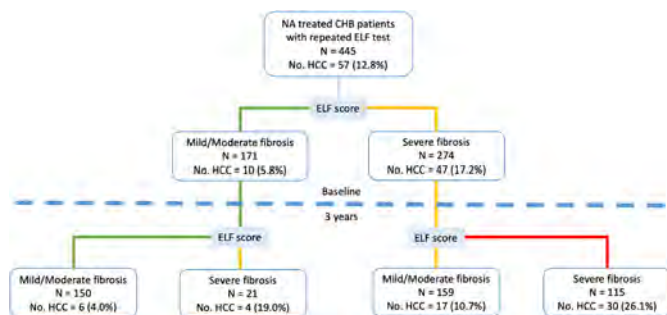 NA treated CHB patients
with repeated ELF test
N = 445
No. HCC = 57 (12.8%)
ELF score
Mild/Moderate fibrosis
N = 171
No. HCC = 10 (5.8%)
Severe fibrosis
N = 274
No. HCC = 47 (17.2%)
Baseline
3 years
ELF score
ELF score
Mild/Moderate fibrosis
N = 150
No. HCC = 6 (4.0%)
Severe fibrosis
N = 21
No. HCC = 4 (19.0%)
Mild/Moderate fibrosis
N = 159
No. HCC = 17 (10.7%)
Severe fibrosis
N = 115
No. HCC = 30 (26.1%)